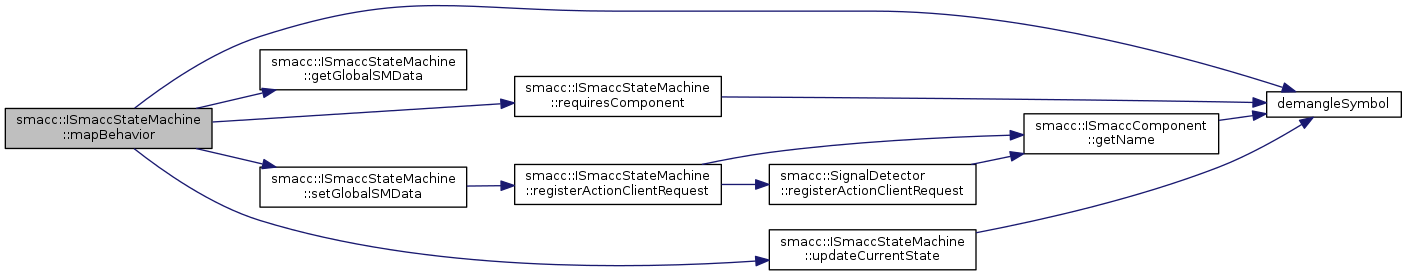 smacc::ISmaccStateMachine
::mapBehavior
smacc::ISmaccStateMachine
::getGlobalSMData
smacc::ISmaccStateMachine
::setGlobalSMData
smacc::ISmaccStateMachine
::requiresComponent
smacc::ISmaccStateMachine
::registerActionClientRequest
smacc::SignalDetector
::registerActionClientRequest
smacc::ISmaccStateMachine
::updateCurrentState
smacc::ISmaccComponent
::getName
demangleSymbol